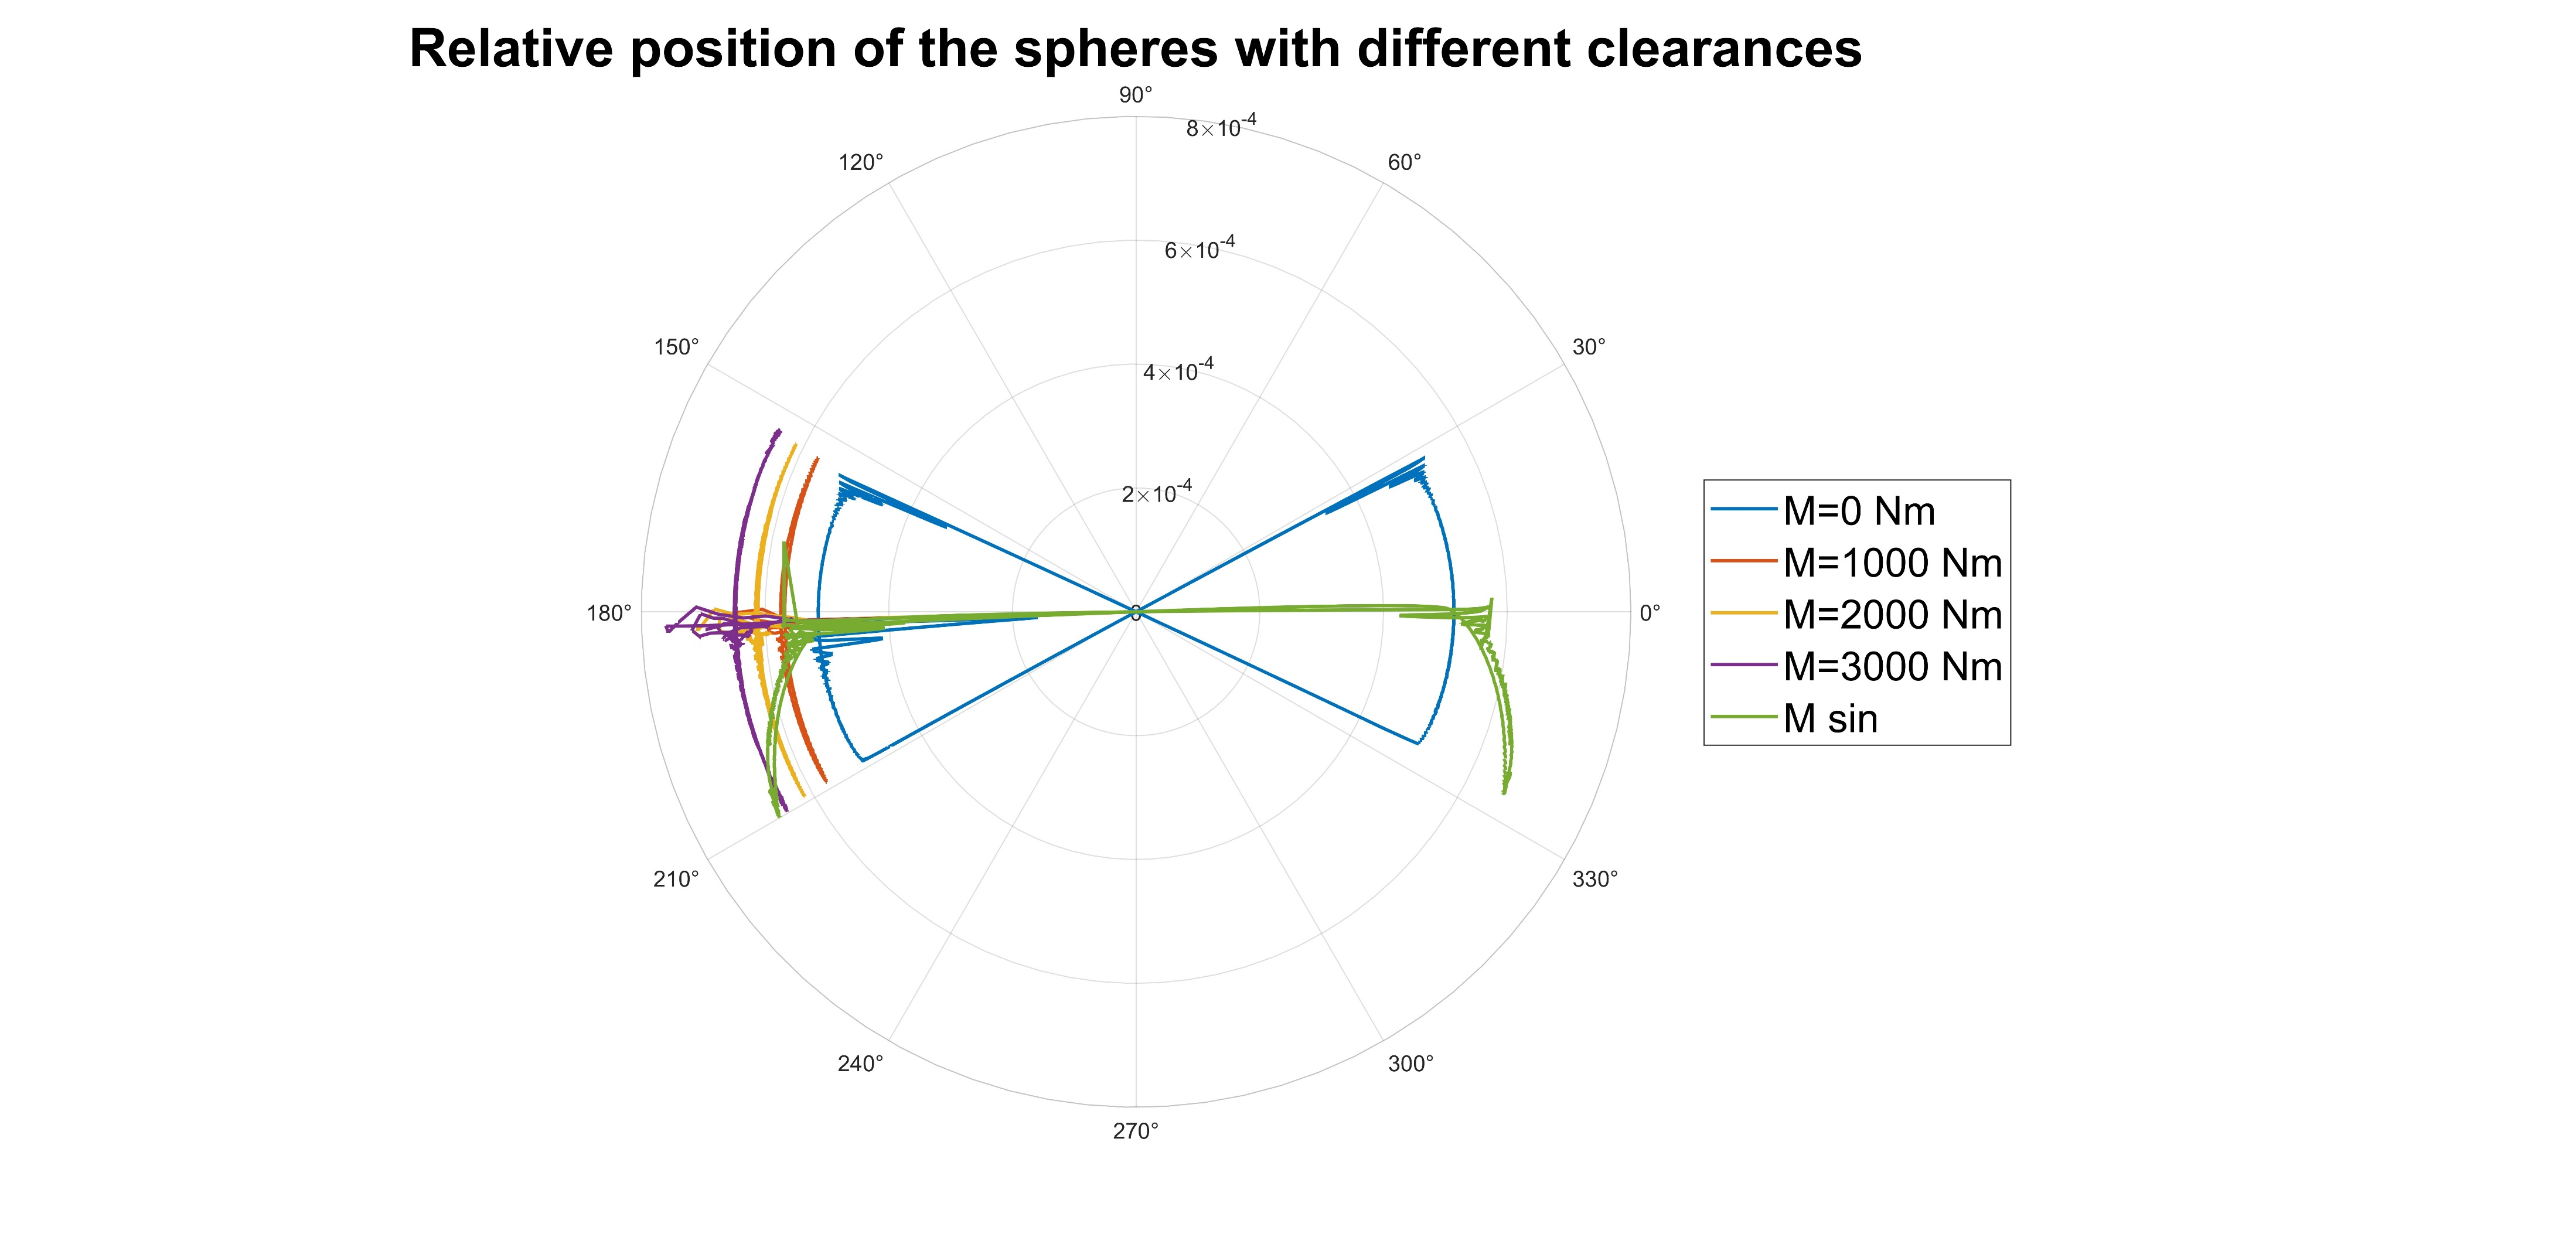 Relative position of the spheres with different clearances
90°
8×10-4
120°
60°
6×10-4
150°
30°
4×10-4
2×10-4
180°
0
0°
M=0 Nm
M=1000 Nm
M=2000 Nm
M=3000 Nm
M sin
210°
330°
240°
300°
270°